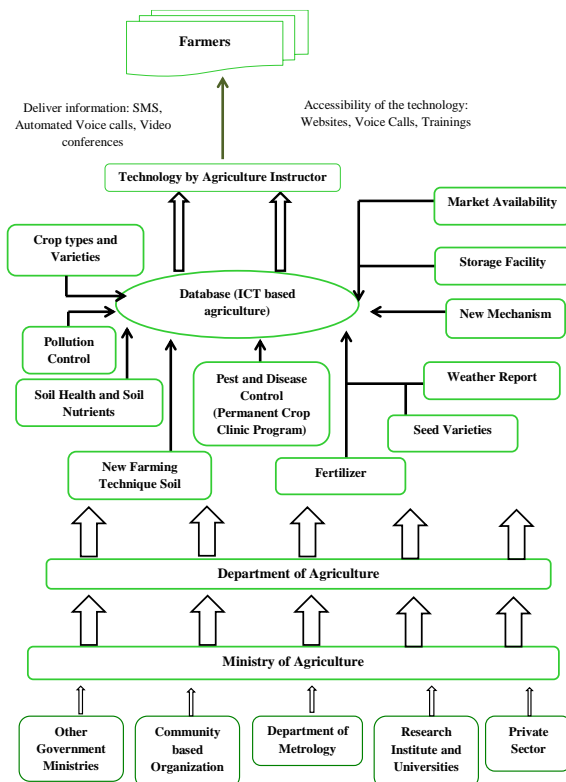 Farmers
Deliver information: SMS,
Automated Voice calls, Video
conferences
Accessibility of the technology:
Websites, Voice Calls, Trainings
Technology by Agriculture Instructor
Market Availability
Crop types and
Varieties
Storage Facility
Database (ICT based
agriculture)
New Mechanism
Pollution
Control
Weather Report
Pest and Disease
Control
(Permanent Crop
Clinic Program)
Soil Health and Soil
Nutrients
Seed Varieties
New Farming
Technique Soil
Fertilizer
Department of Agriculture
Ministry of Agriculture
Other
Government
Ministries
Community
based
Organization
Department of
Metrology
Research
Institute and
Universities
Private
Sector